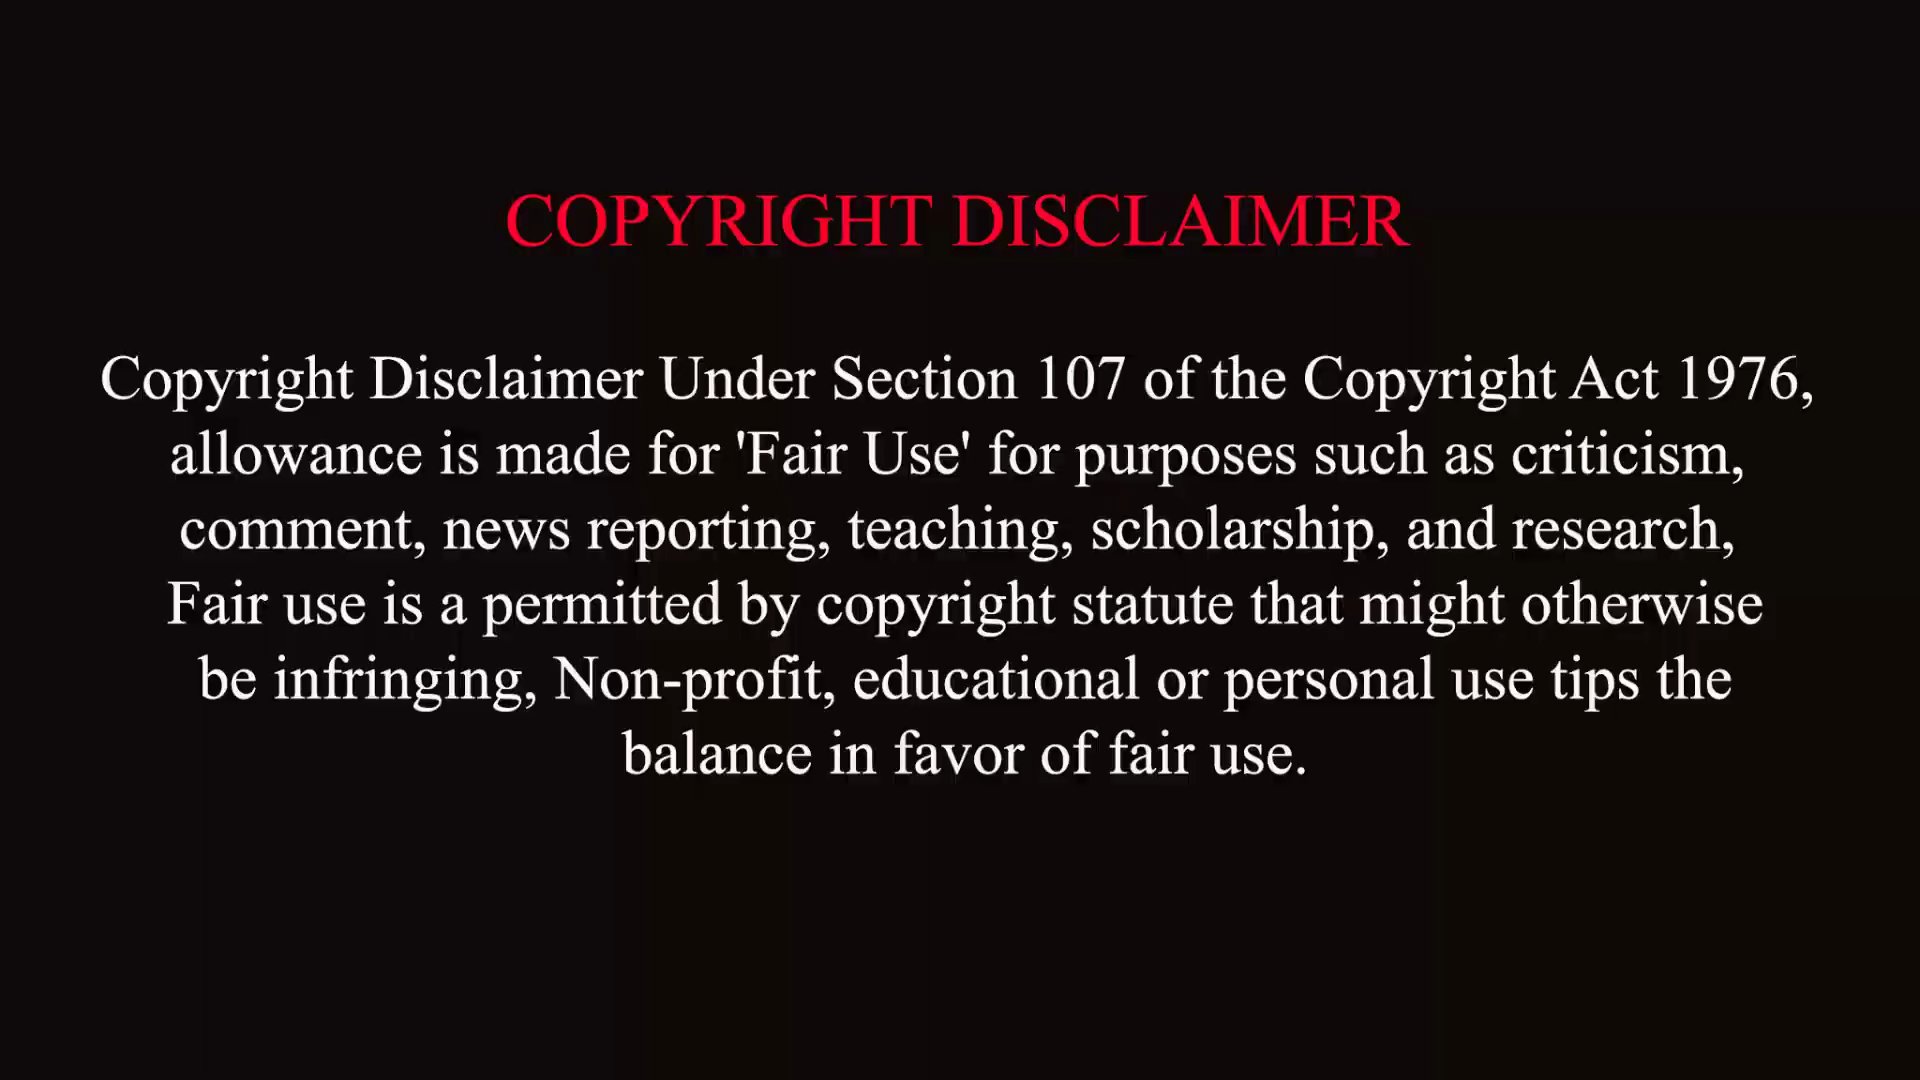 COPYRIGHT DISCLAIMER
Copyright Disclaimer Under Section 107 of the Copyright Act 1976,
allowance is made for 'Fair Use' for purposes such as criticism,
comment, news reporting, teaching, scholarship, and research,
Fair use is a permitted by copyright statute that might otherwise
be infringing, Non-profit, educational or personal use tips the
balance in favor of fair use.